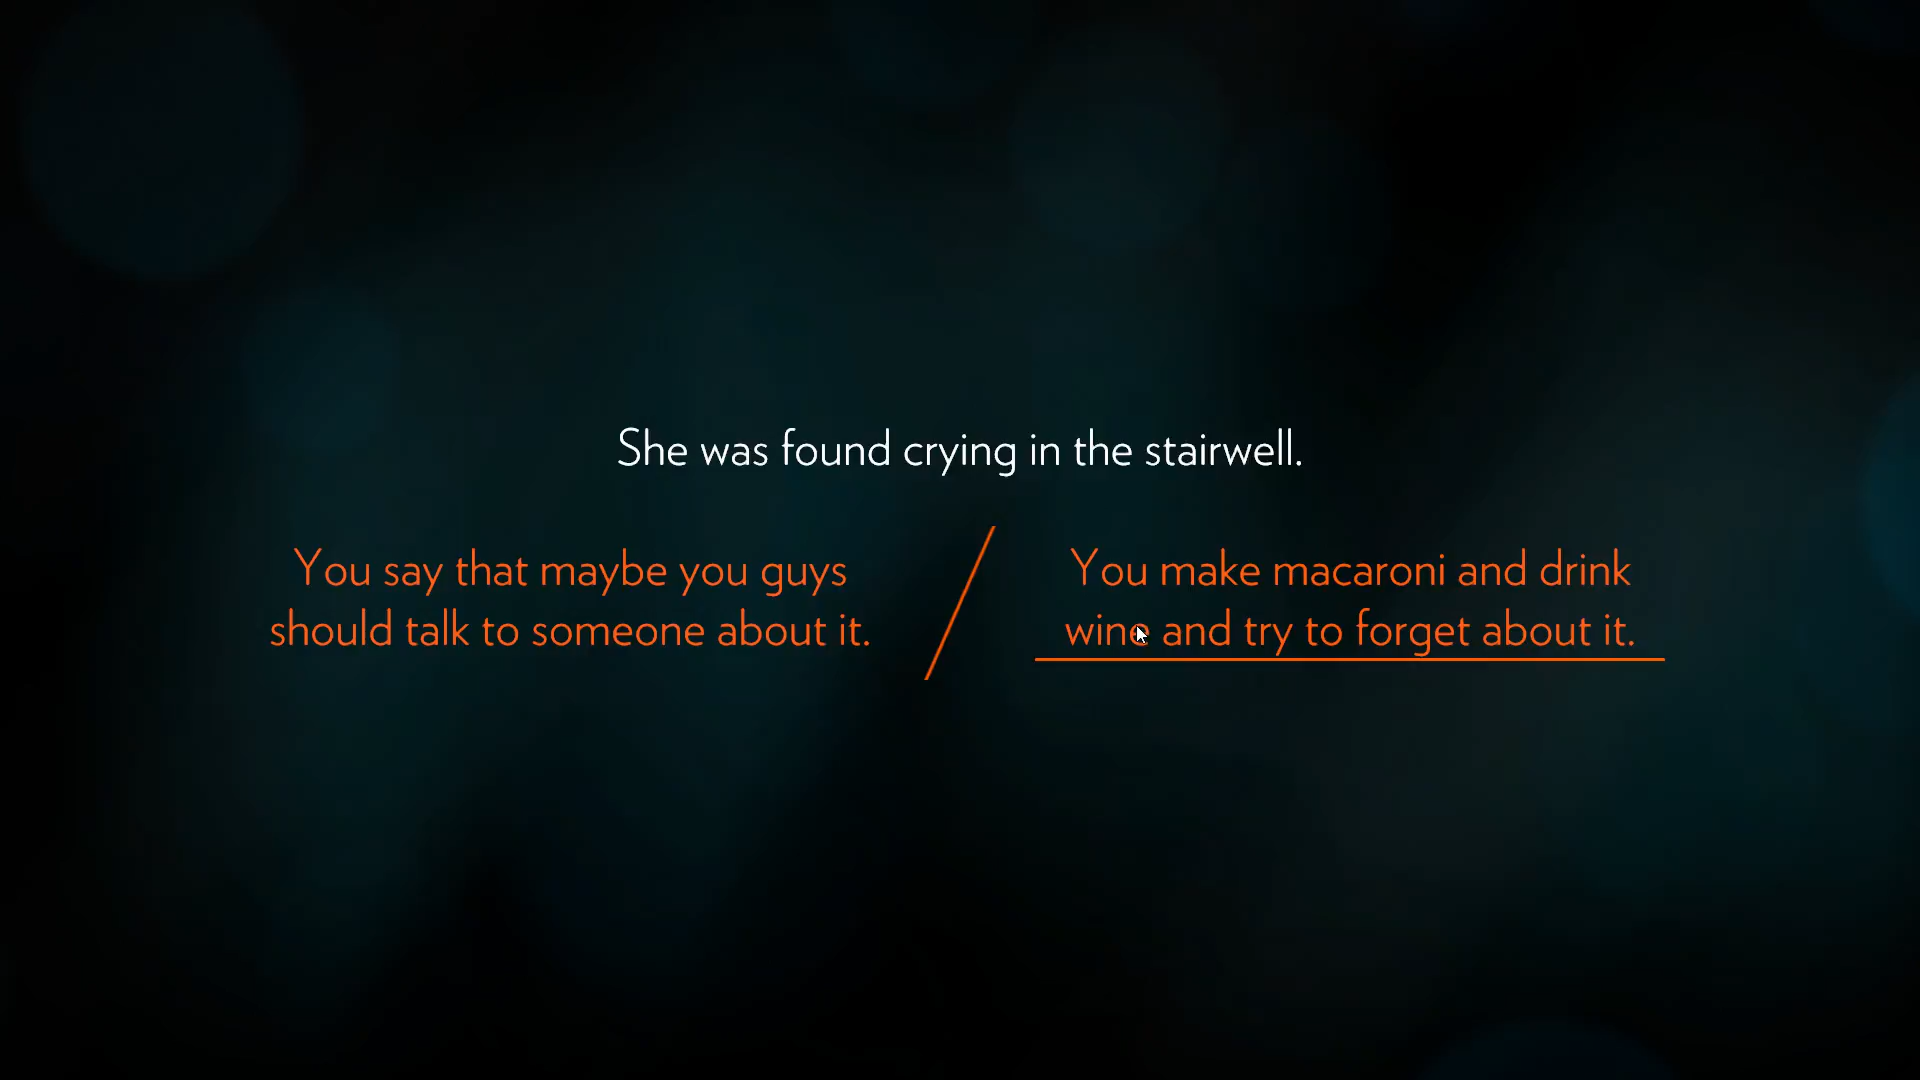 She was found crying in the stairwell.
You say that maybe you guys
should talk to someone about it.
You make macaroni and drink
wine and try to forget about it.